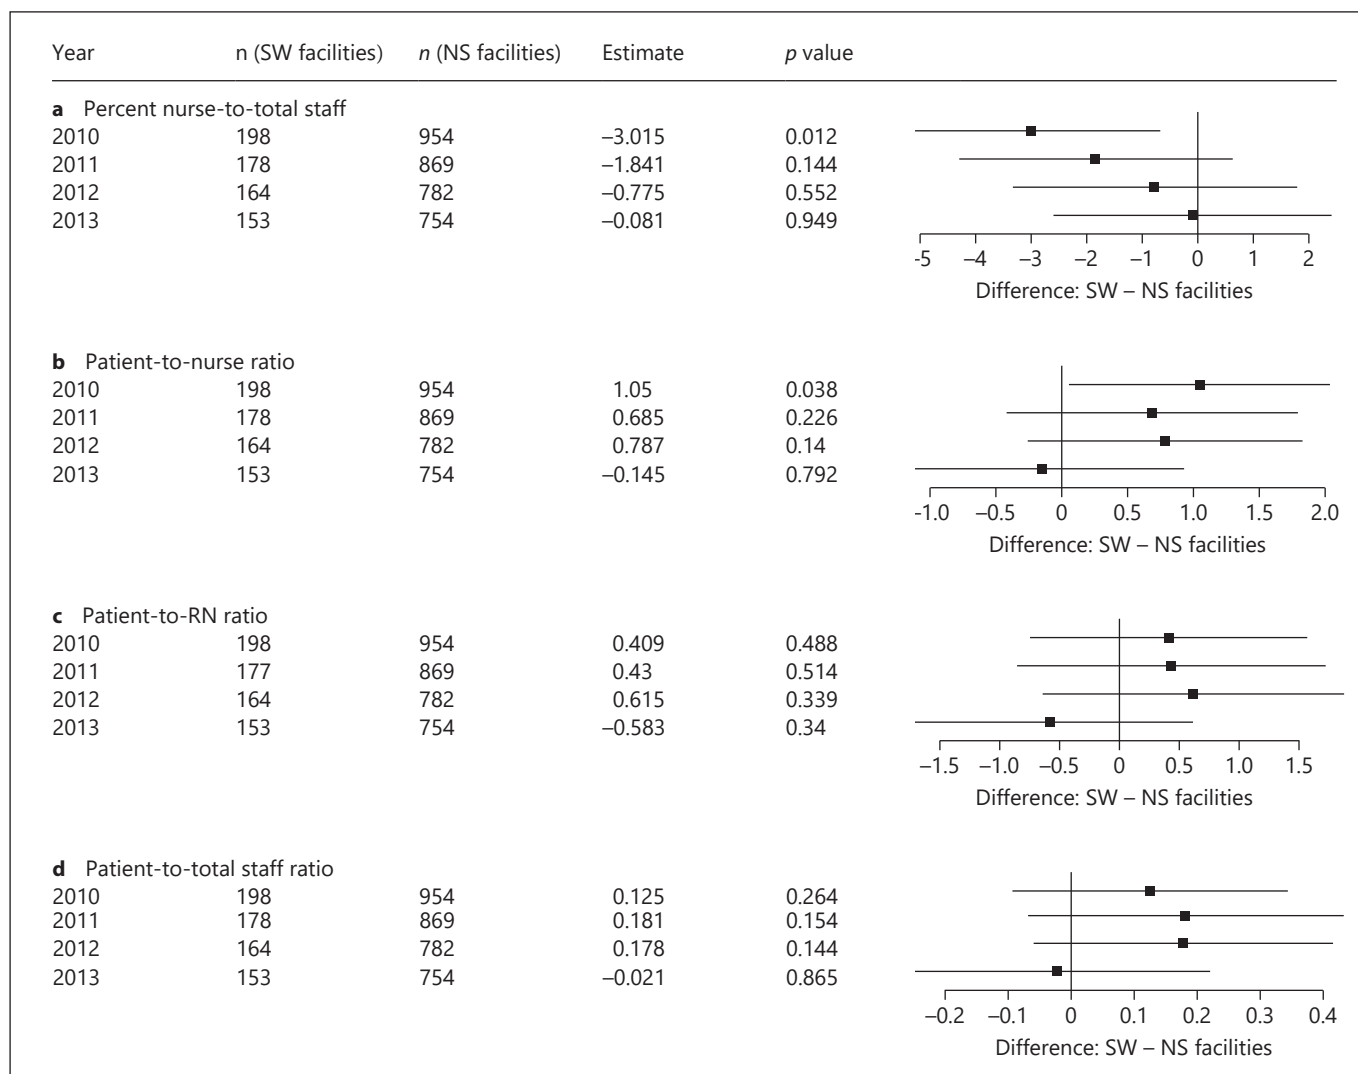 Year n (SW facilities) n (NS facilities) Estimate p value
a Percent nurse-to-total staff
2010 198 954 –3.015 0.012
2011 178 869 –1.841 0.144
2012 164 782 –0.775 0.552
2013 153 754 –0.081 0.949
-5 –4 –3 –2 –1 0 1 2
Difference: SW – NS facilities
b Patient-to-nurse ratio
2010 198 954 1.05 0.038
2011 178 869 0.685 0.226
2012 164 782 0.787 0.14
2013 153 754 –0.145 0.792
-1.0 –0.5 0 0.5 1.0 1.5 2.0
Difference: SW – NS facilities
c Patient-to-RN ratio
2010 198 954 0.409 0.488
2011 177 869 0.43 0.514
2012 164 782 0.615 0.339
2013 153 754 –0.583 0.34
–1.5 –1.0 –0.5 0 0.5 1.0 1.5
Difference: SW – NS facilities
d Patient-to-total staff ratio
2010 198 954 0.125 0.264
2011 178 869 0.181 0.154
2012 164 782 0.178 0.144
2013 153 754 –0.021 0.865
–0.2 –0.1 0 0.1 0.2 0.3 0.4
Difference: SW – NS facilities